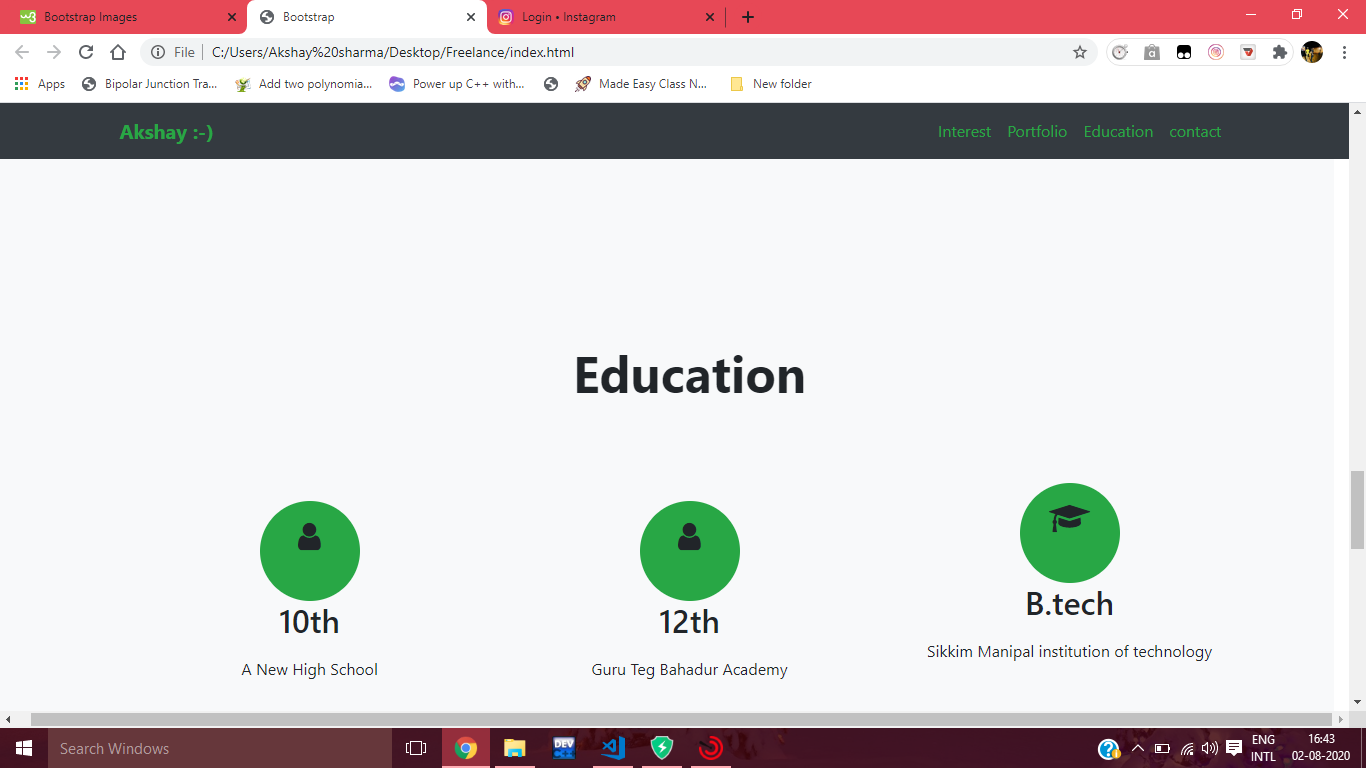 Bootstrap Images
Bootstrap
Login • Instagram
File
C:/Users/Akshay%20sharma/Desktop/Freelance/index.html
Apps
Bipolar Junction Tra...
Add two polynomia...
Power up C++ with...
Made Easy Class N...
New folder
Akshay :-)
Interest
Portfolio
Education
contact
Education
10th
12th
B.tech
A New High School
Guru Teg Bahadur Academy
Sikkim Manipal institution of technology
Search Windows
DEV
ENG
INTL
16:43
02-08-2020